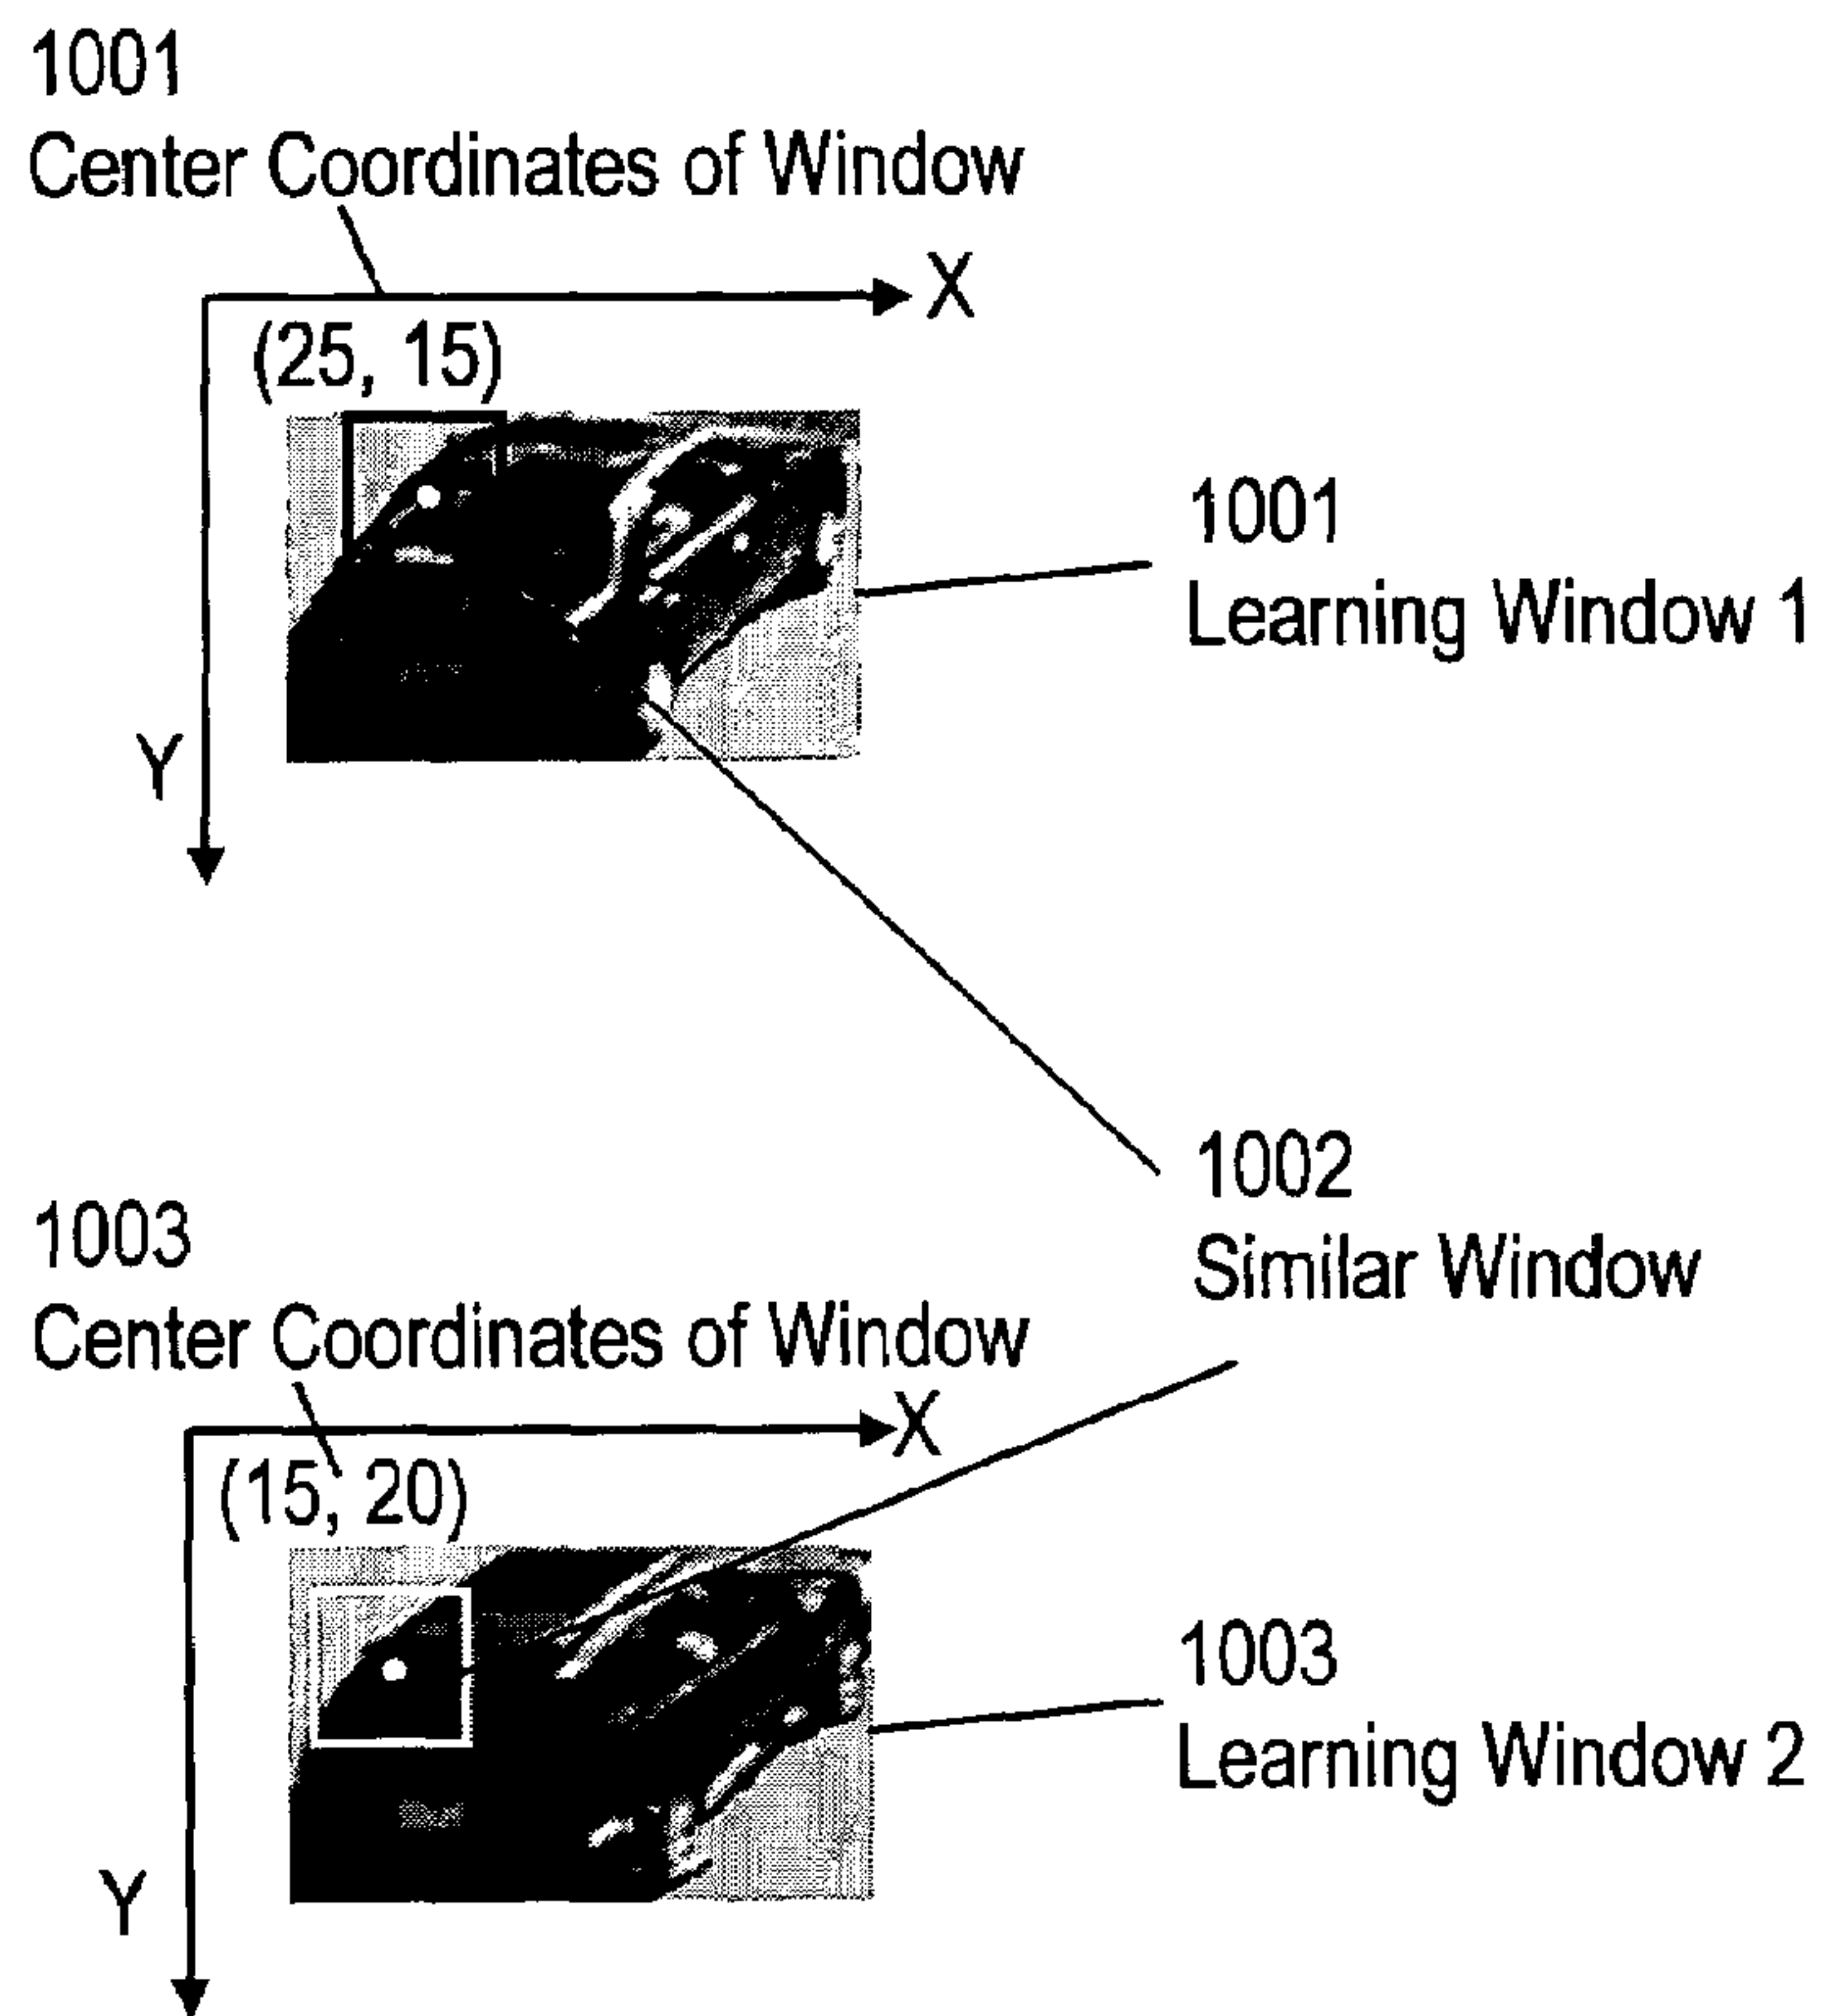 1001
Center Coordinates of Window
X
(25, 15)
1001
Learning Window 1
Y
1002
Similar Window
1003
Center Coordinates of Window
X
(15, 20)
1003
Learning Window 2
Y